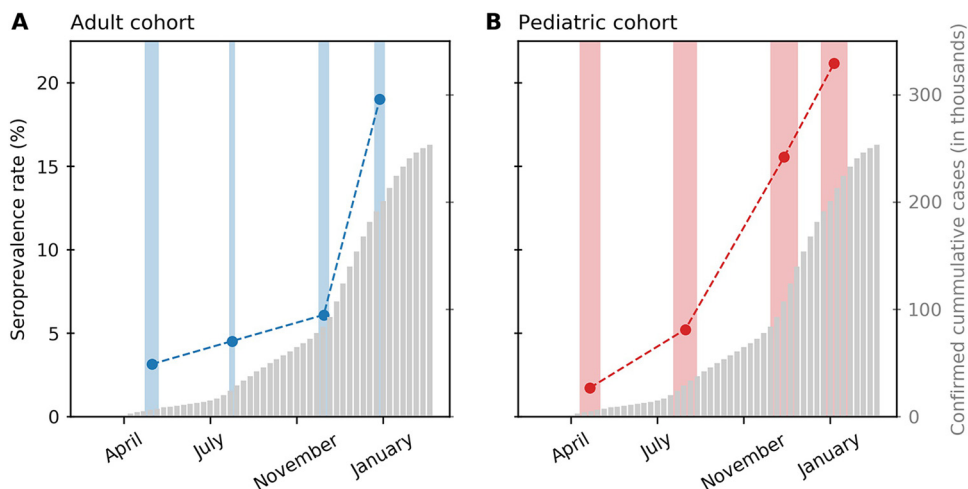 A Adult cohort
B Pediatric cohort
Seroprevalence rate (%)
20
15
10
5
0
April
July
November
January
April
July
November
January
300
200
100
0
Confirmed cummulative cases (in thousands)